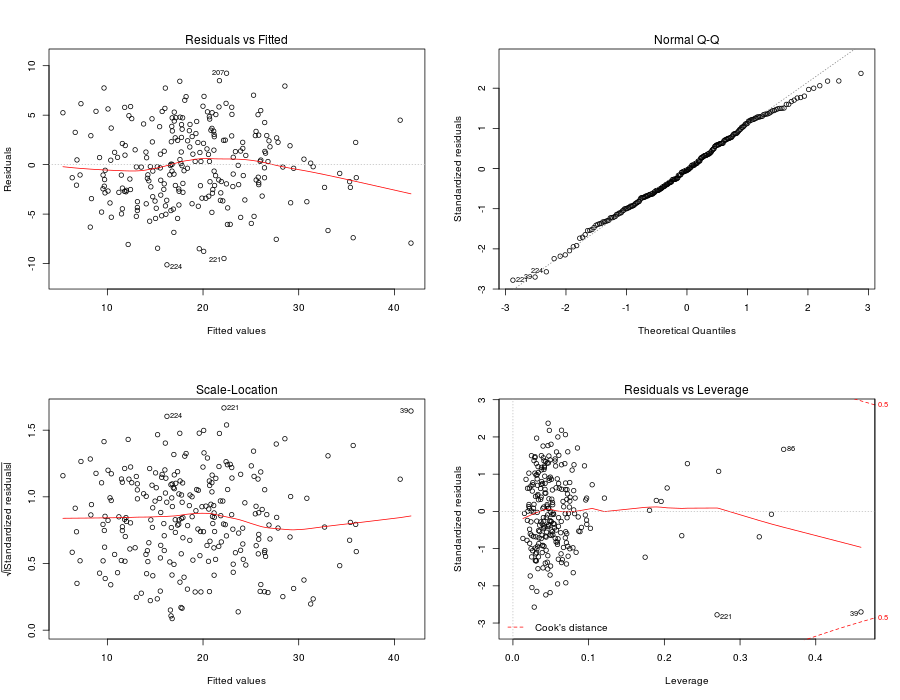 Residuals vs Fitted
Residuals
10
5
0
-5
-10
207
221
224
10 20 30 40
Fitted values
Normal Q-Q
Standardized residuals
2
1
0
-1
-2
-3
224
39
221
-3 -2 -1 0 1 2 3
Theoretical Quantiles
Scale-Location
√|Standardized residuals|
1.5
1.0
0.5
0.0
224
221
39
10 20 30 40
Fitted values
Residuals vs Leverage
Standardized residuals
3
2
1
0
-1
-2
-3
0.5
86
39
221
0.5
Cook's distance
0.0 0.1 0.2 0.3 0.4
Leverage